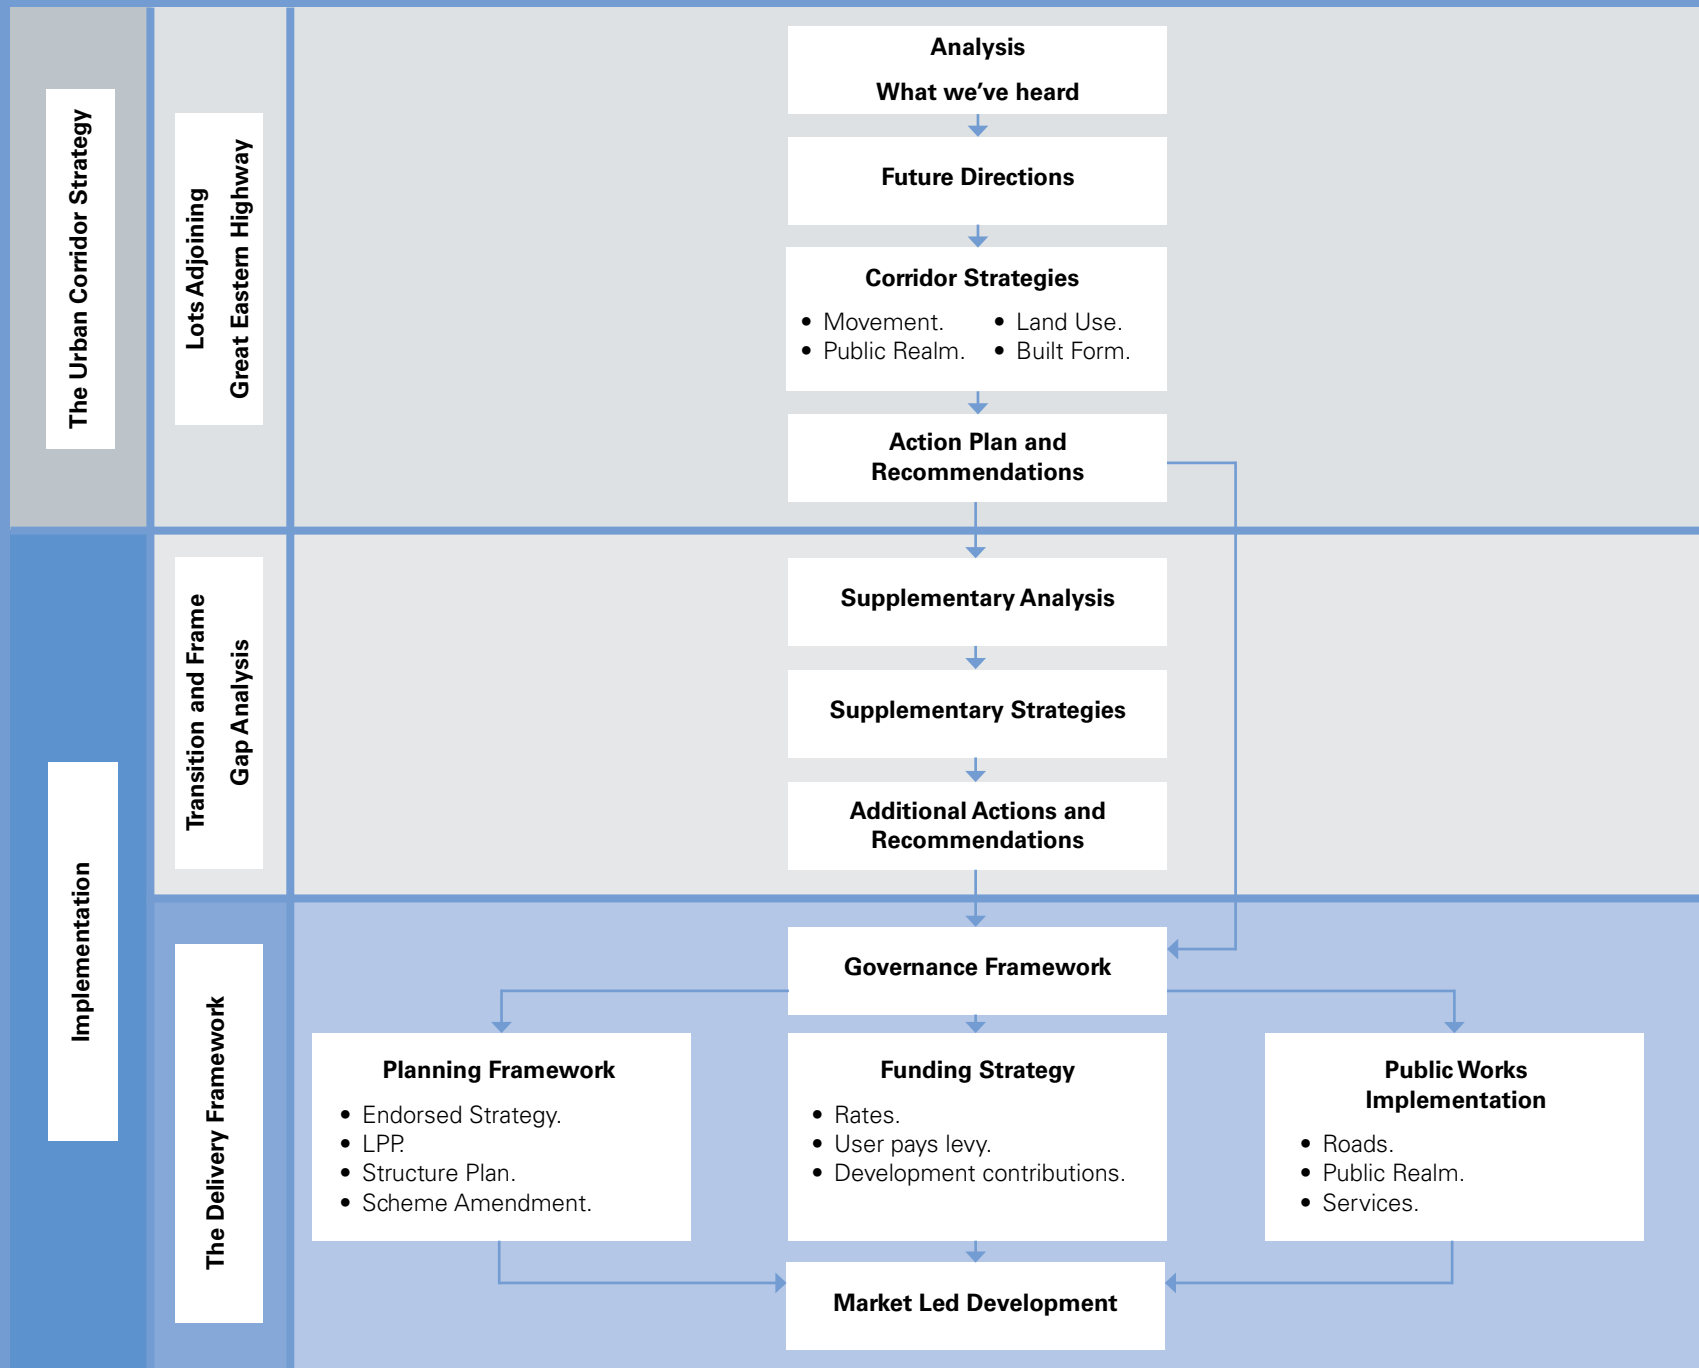 The Urban Corridor Strategy
Lots Adjoining
Great Eastern Highway
Analysis
What we've heard
Future Directions
Corridor Strategies
• Movement.
• Public Realm.
• Land Use.
• Built Form.
Action Plan and
Recommendations
Implementation
Transition and Frame
Gap Analysis
Supplementary Analysis
Supplementary Strategies
Additional Actions and
Recommendations
The Delivery Framework
Governance Framework
Planning Framework
• Endorsed Strategy.
• LPP.
• Structure Plan.
• Scheme Amendment.
Funding Strategy
• Rates.
• User pays levy.
• Development contributions.
Public Works
Implementation
• Roads.
• Public Realm.
• Services.
Market Led Development